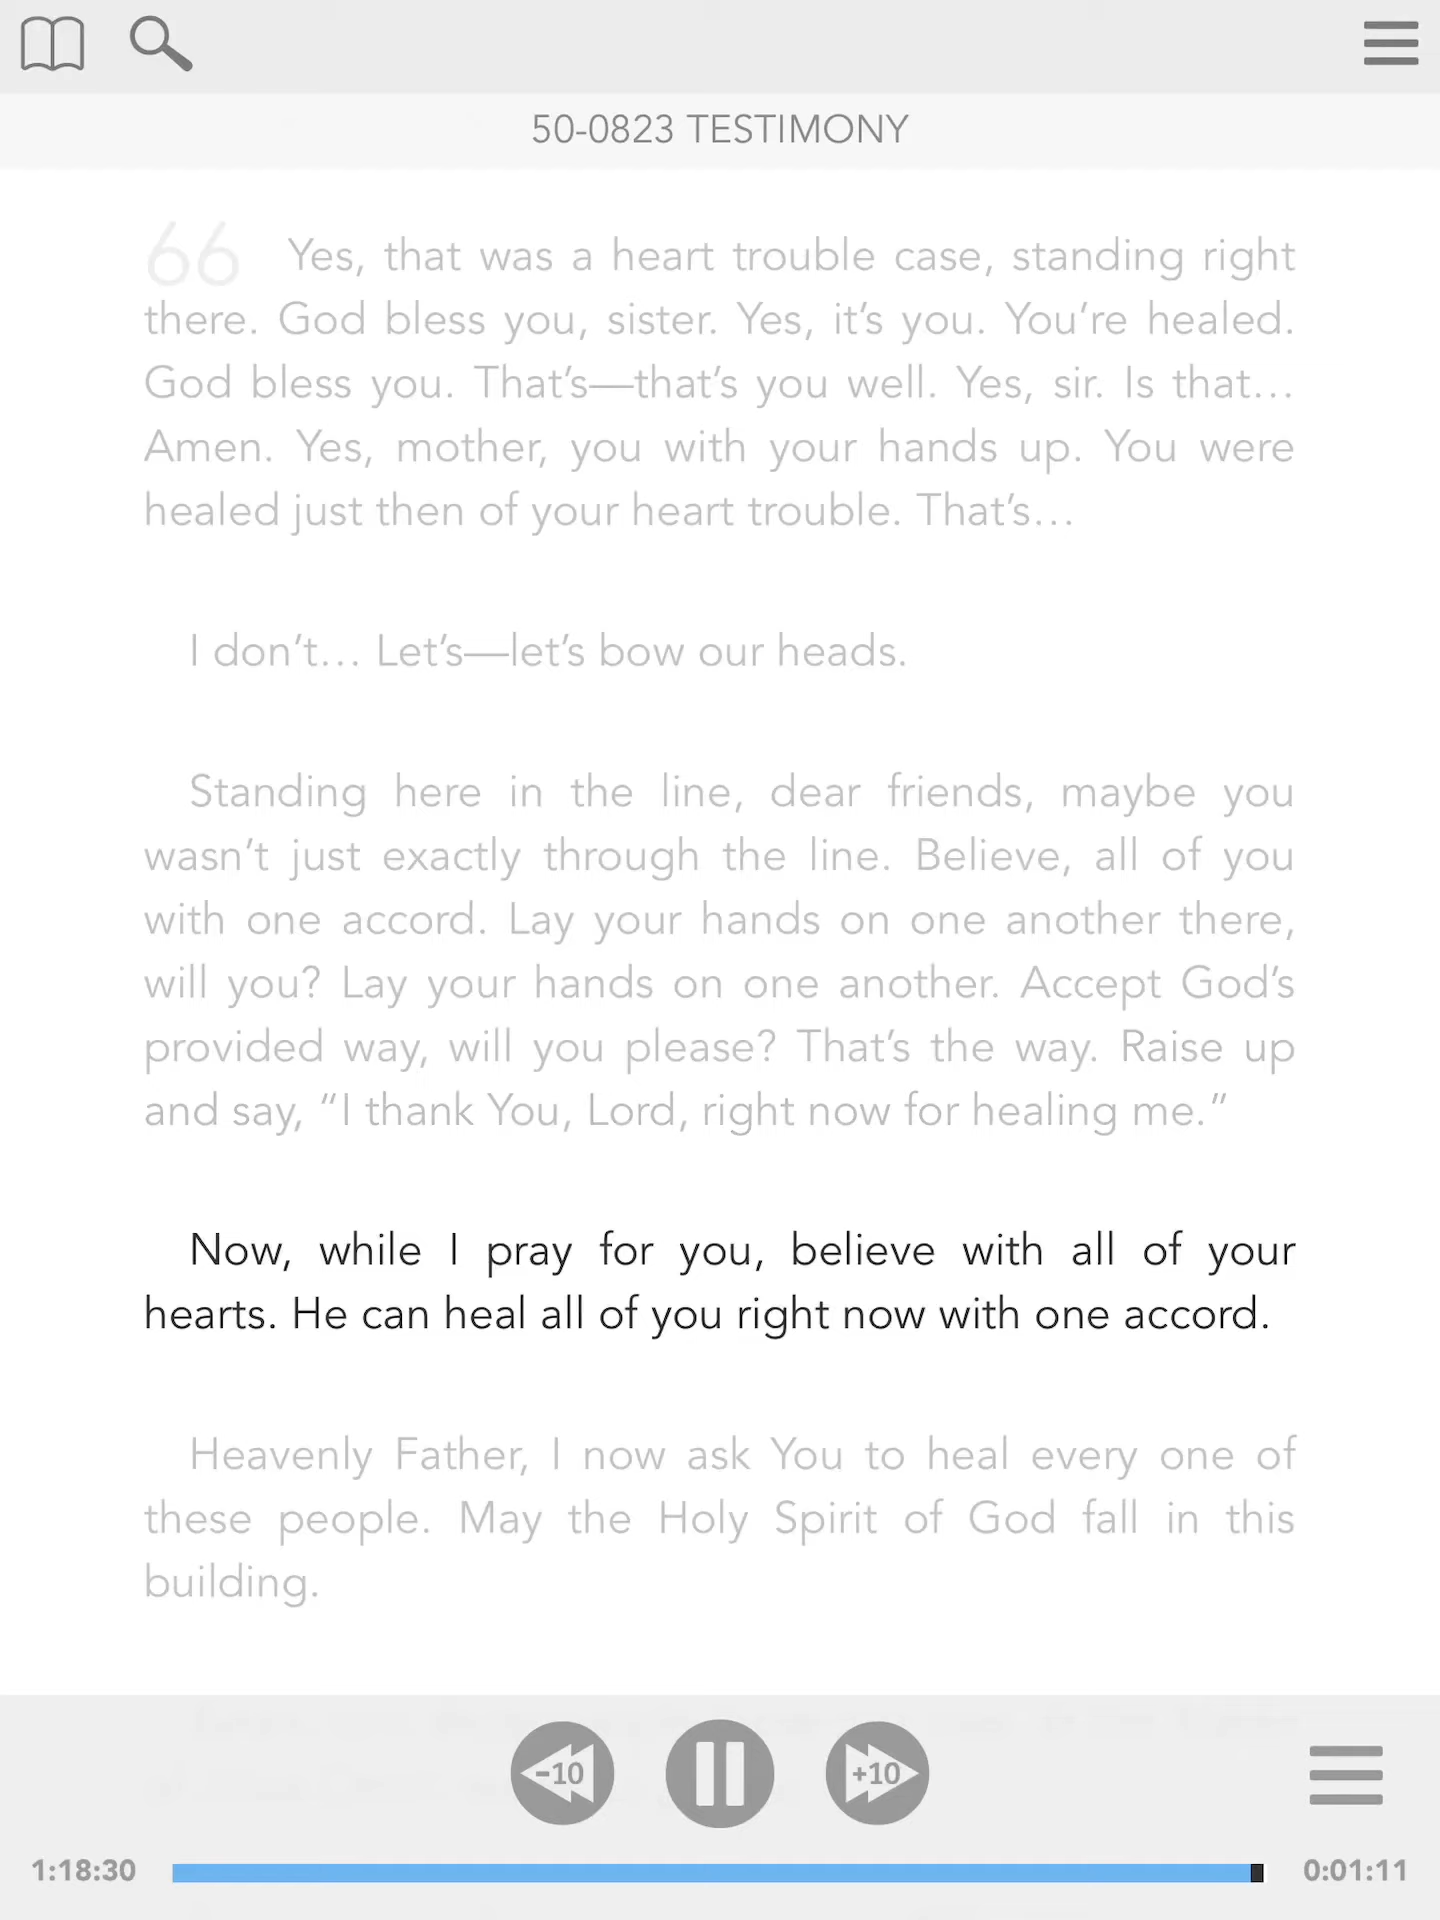 50-0823 TESTIMONY
66 Yes, that was a heart trouble case, standing right
there. God bless you, sister. Yes, it’s you. You’re healed.
God bless you. That’s—that’s you well. Yes, sir. Is that…
Amen. Yes, mother, you with your hands up. You were
healed just then of your heart trouble. That’s…
I don’t… Let’s—let’s bow our heads.
Standing here in the line, dear friends, maybe you
wasn’t just exactly through the line. Believe, all of you
with one accord. Lay your hands on one another there,
will you? Lay your hands on one another. Accept God’s
provided way, will you please? That’s the way. Raise up
and say, “I thank You, Lord, right now for healing me.”
Now, while I pray for you, believe with all of your
hearts. He can heal all of you right now with one accord.
Heavenly Father, I now ask You to heal every one of
these people. May the Holy Spirit of God fall in this
building.
-10 +10
1:18:30 0:01:11